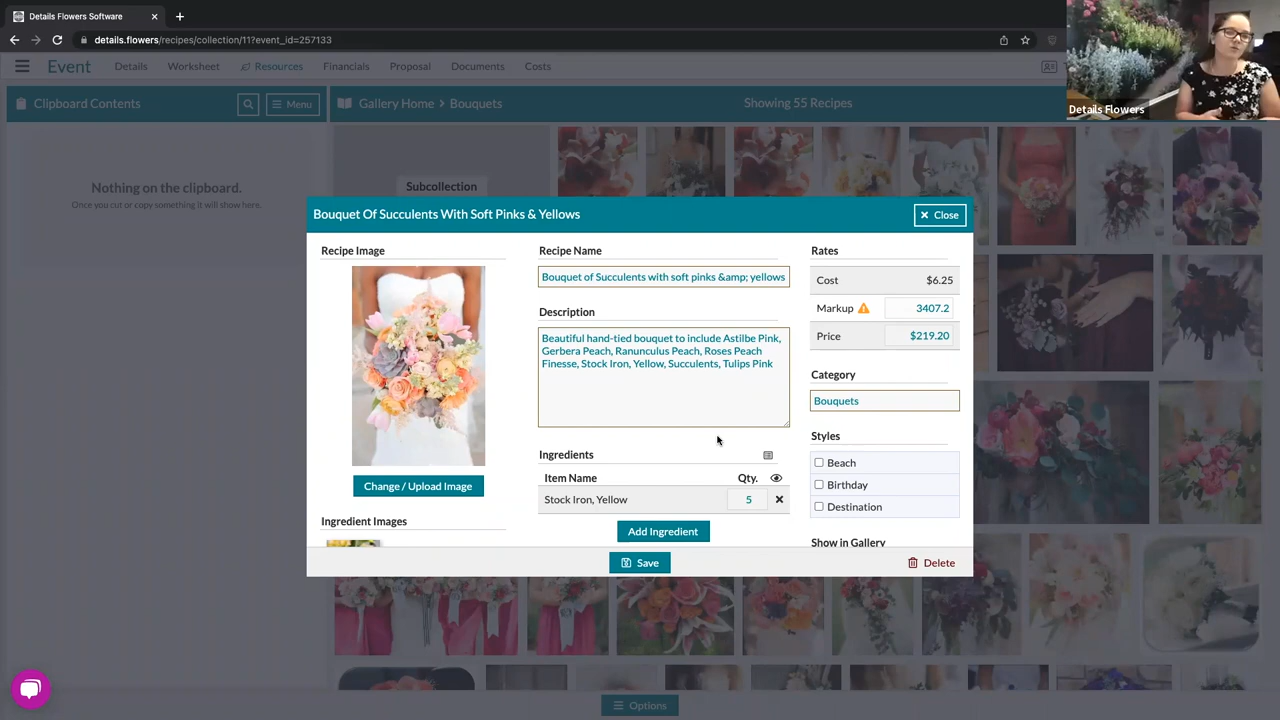 Details Flowers Software
details.flowers/recipes/collection/11?event_id=257133
Event
Details
Worksheet
Resources
Financials
Proposal
Documents
Costs
Details Flowers
Clipboard Contents
Menu
Gallery Home > Bouquets
Showing 55 Recipes
Nothing on the clipboard.
Once you cut or copy something it will show here.
Subcollection
Bouquet Of Succulents With Soft Pinks & Yellows
Close
Recipe Image
Change / Upload Image
Ingredient Images
Recipe Name
Bouquet of Succulents with soft pinks &amp; yellows
Description
Beautiful hand-tied bouquet to include Astilbe Pink,
Gerbera Peach, Ranunculus Peach, Roses Peach
Finesse, Stock Iron, Yellow, Succulents, Tulips Pink
Ingredients
Item Name Qty.
Stock Iron, Yellow 5
Add Ingredient
Rates
Cost $6.25
Markup 3407.2
Price $219.20
Category
Bouquets
Styles
Beach
Birthday
Destination
Show in Gallery
Save
Delete
Options